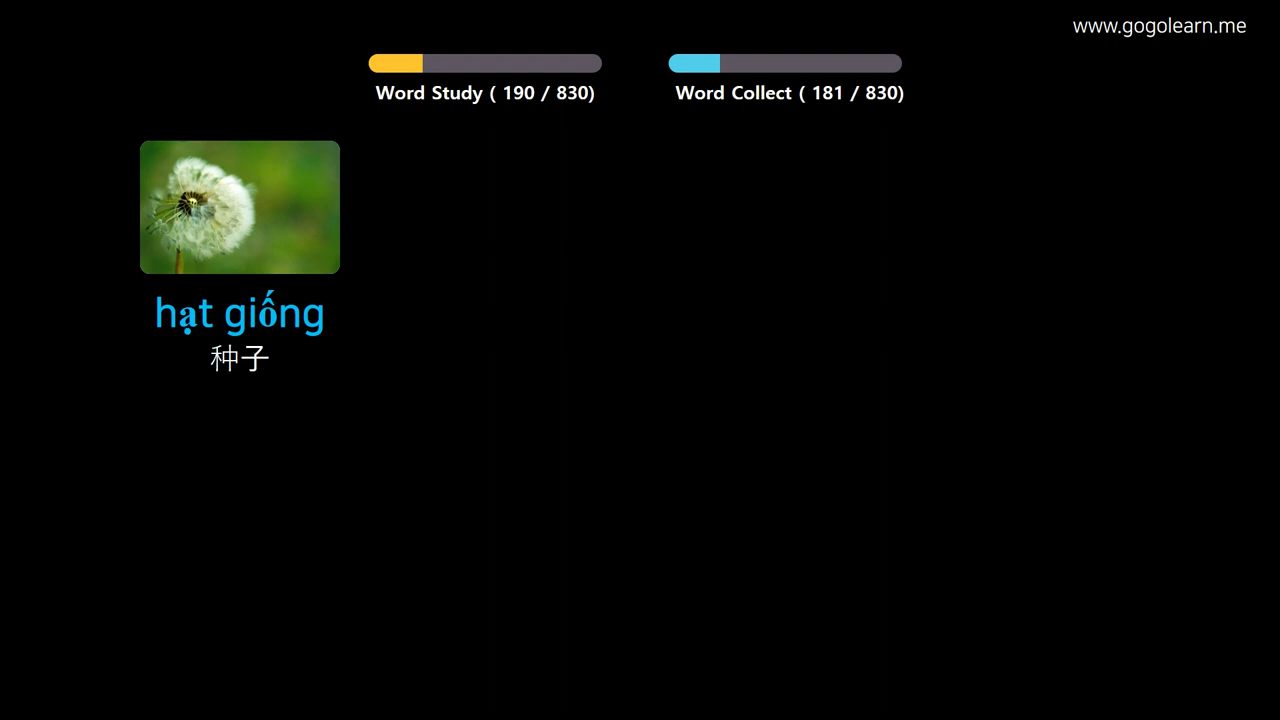 www.gogolearn.me
Word Study ( 190 / 830)
Word Collect ( 181 / 830)
hạt giống
种子